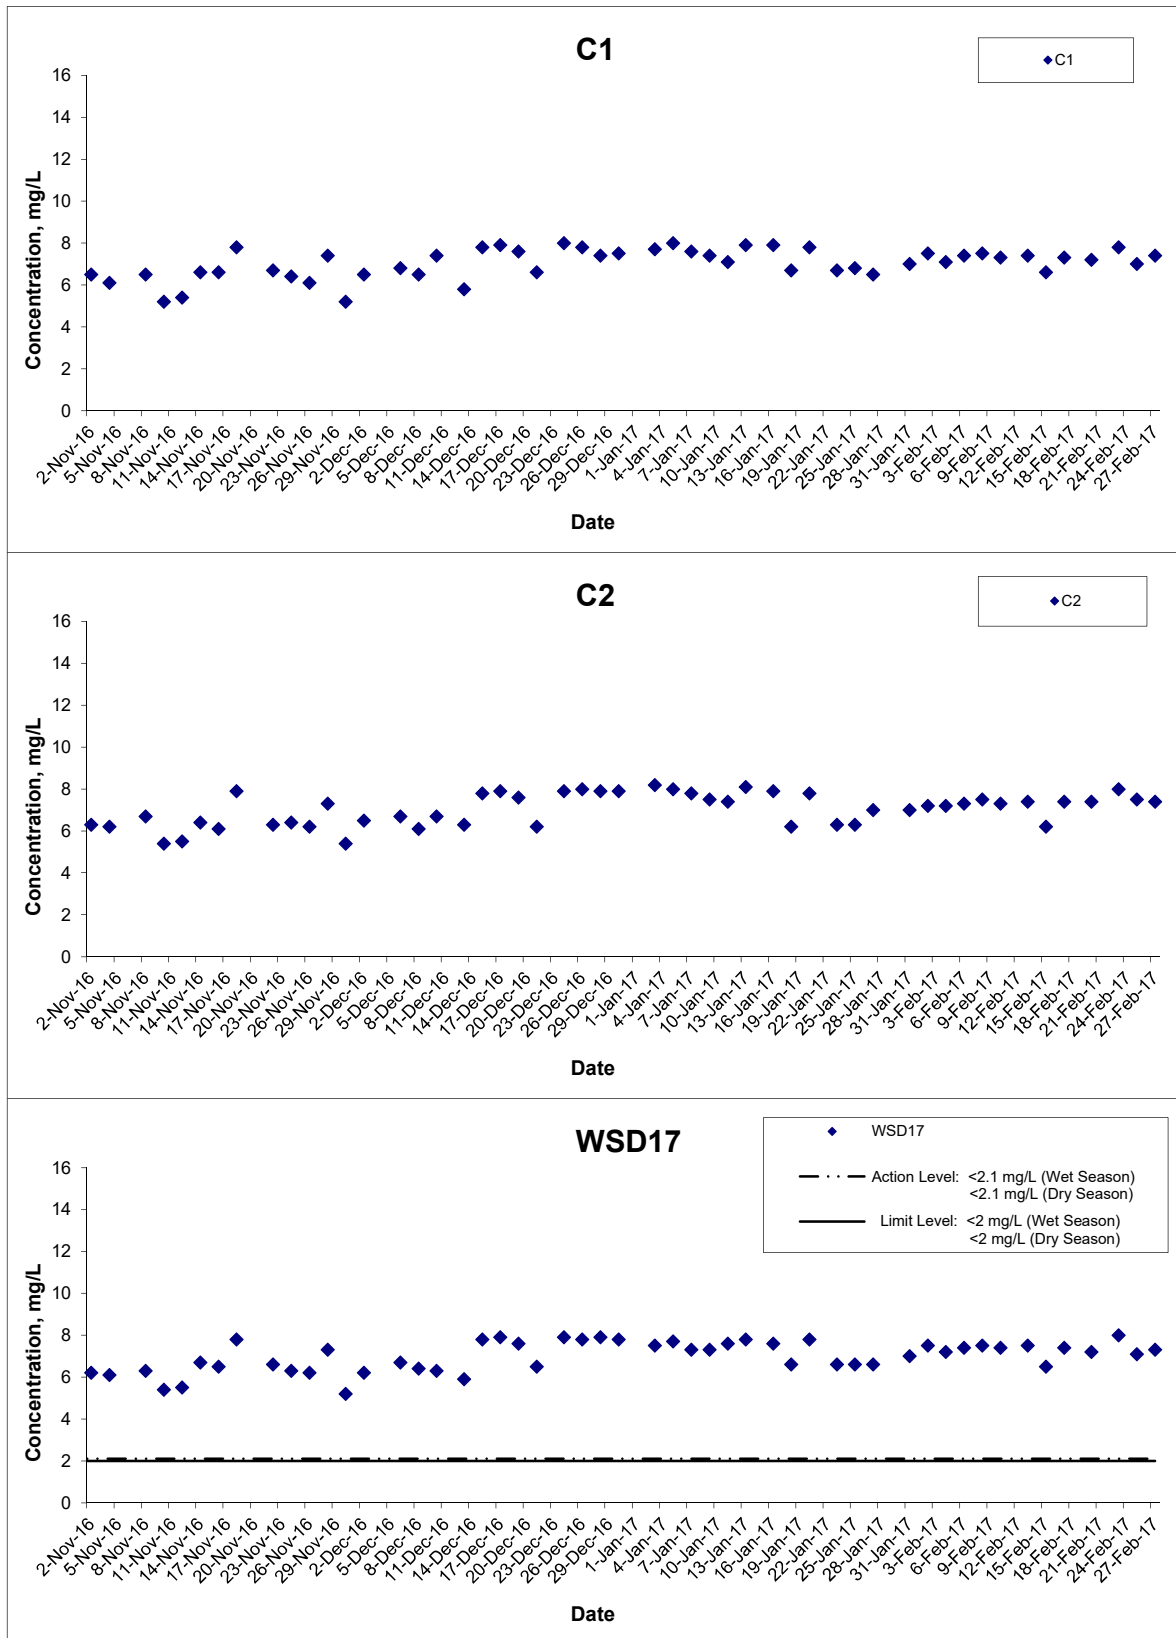 C1
C1
16
14
12
10
8
6
4
2
0
Concentration, mg/L
2-Nov-16
5-Nov-16
8-Nov-16
11-Nov-16
14-Nov-16
17-Nov-16
20-Nov-16
23-Nov-16
26-Nov-16
29-Nov-16
2-Dec-16
5-Dec-16
8-Dec-16
11-Dec-16
14-Dec-16
17-Dec-16
20-Dec-16
23-Dec-16
26-Dec-16
29-Dec-16
1-Jan-17
4-Jan-17
7-Jan-17
10-Jan-17
13-Jan-17
16-Jan-17
19-Jan-17
22-Jan-17
25-Jan-17
28-Jan-17
31-Jan-17
3-Feb-17
6-Feb-17
9-Feb-17
12-Feb-17
15-Feb-17
18-Feb-17
21-Feb-17
24-Feb-17
27-Feb-17
Date
C2
C2
16
14
12
10
8
6
4
2
0
Concentration, mg/L
2-Nov-16
5-Nov-16
8-Nov-16
11-Nov-16
14-Nov-16
17-Nov-16
20-Nov-16
23-Nov-16
26-Nov-16
29-Nov-16
2-Dec-16
5-Dec-16
8-Dec-16
11-Dec-16
14-Dec-16
17-Dec-16
20-Dec-16
23-Dec-16
26-Dec-16
29-Dec-16
1-Jan-17
4-Jan-17
7-Jan-17
10-Jan-17
13-Jan-17
16-Jan-17
19-Jan-17
22-Jan-17
25-Jan-17
28-Jan-17
31-Jan-17
3-Feb-17
6-Feb-17
9-Feb-17
12-Feb-17
15-Feb-17
18-Feb-17
21-Feb-17
24-Feb-17
27-Feb-17
Date
WSD17
WSD17
Action Level: <2.1 mg/L (Wet Season)
<2.1 mg/L (Dry Season)
Limit Level: <2 mg/L (Wet Season)
<2 mg/L (Dry Season)
16
14
12
10
8
6
4
2
0
Concentration, mg/L
2-Nov-16
5-Nov-16
8-Nov-16
11-Nov-16
14-Nov-16
17-Nov-16
20-Nov-16
23-Nov-16
26-Nov-16
29-Nov-16
2-Dec-16
5-Dec-16
8-Dec-16
11-Dec-16
14-Dec-16
17-Dec-16
20-Dec-16
23-Dec-16
26-Dec-16
29-Dec-16
1-Jan-17
4-Jan-17
7-Jan-17
10-Jan-17
13-Jan-17
16-Jan-17
19-Jan-17
22-Jan-17
25-Jan-17
28-Jan-17
31-Jan-17
3-Feb-17
6-Feb-17
9-Feb-17
12-Feb-17
15-Feb-17
18-Feb-17
21-Feb-17
24-Feb-17
27-Feb-17
Date